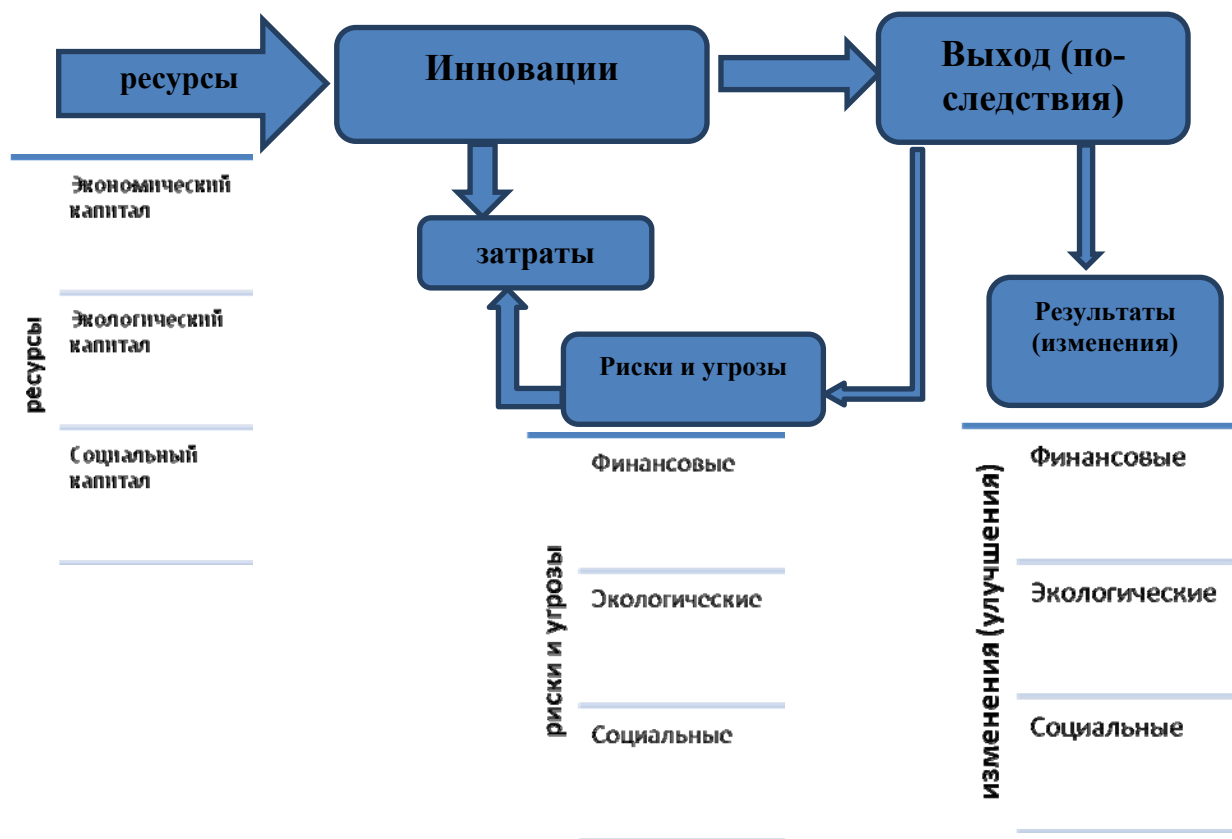 ресурсы
Инновации
Выход (по-
следствия)
затраты
Риски и угрозы
Результаты
(изменения)
ресурсы
Экономический
капитал
Экологический
капитал
Социальный
капитал
риски и угрозы
Финансовые
Экологические
Социальные
изменения (улучшения)
Финансовые
Экологические
Социальные